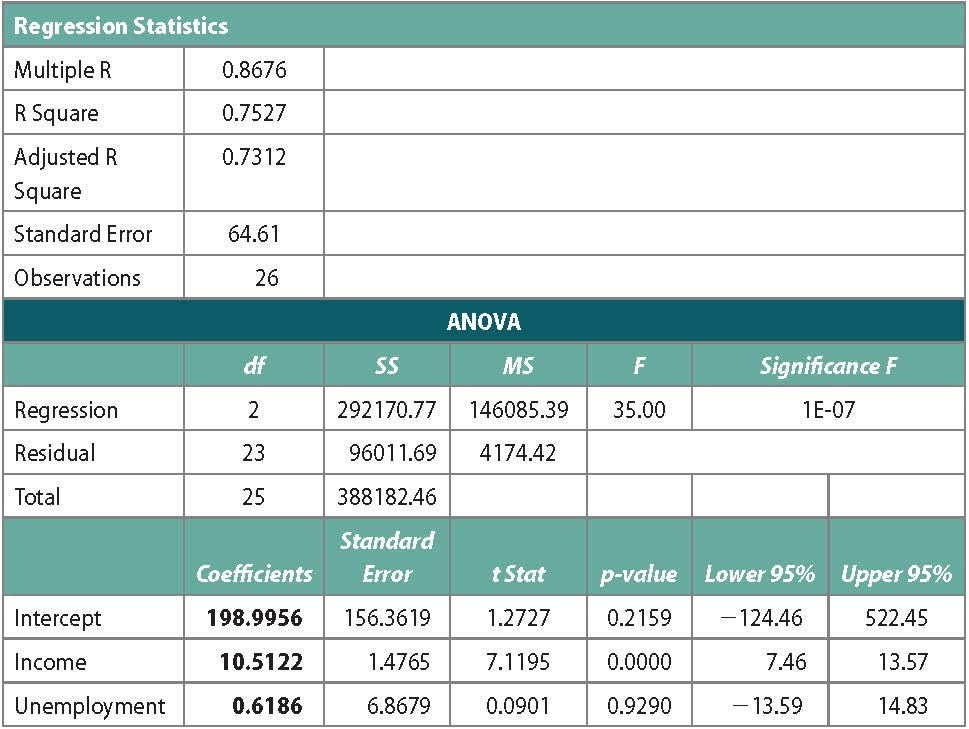 Regression Statistics
Multiple R 0.8676
R Square 0.7527
Adjusted R 0.7312
Square
Standard Error 64.61
Observations 26
ANOVA
df SS MS F Significance F
Regression 2 292170.77 146085.39 35.00 1E-07
Residual 23 96011.69 4174.42
Total 25 388182.46
Standard
Coefficients Error t Stat p-value Lower 95% Upper 95%
Intercept 198.9956 156.3619 1.2727 0.2159 −124.46 522.45
Income 10.5122 1.4765 7.1195 0.0000 7.46 13.57
Unemployment 0.6186 6.8679 0.0901 0.9290 −13.59 14.83